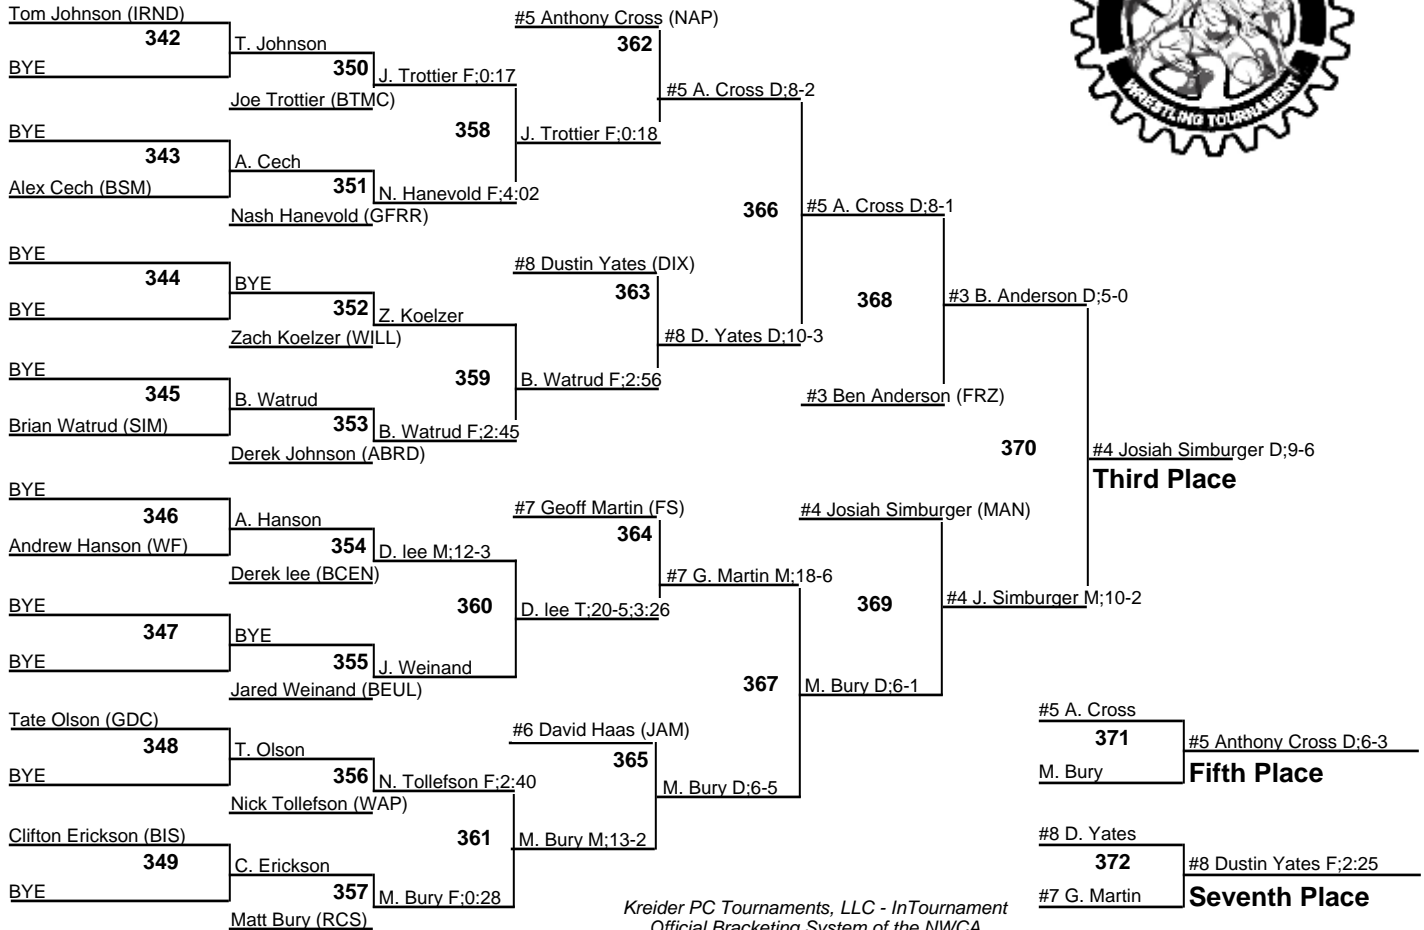 Tom Johnson (IRND)
342
BYE
T. Johnson
350
Joe Trottier (BTMC)
J. Trottier F;0:17
BYE
343
Alex Cech (BSM)
A. Cech
351
Nash Hanevold (GFRR)
N. Hanevold F;4:02
358
J. Trottier F;0:18
#5 Anthony Cross (NAP)
362
#5 A. Cross D;8-2
BYE
344
BYE
BYE
352
Zach Koelzer (WILL)
Z. Koelzer
BYE
345
Brian Watrud (SIM)
B. Watrud
353
Derek Johnson (ABRD)
B. Watrud F;2:45
359
B. Watrud F;2:56
#8 Dustin Yates (DIX)
363
#8 D. Yates D;10-3
366
#5 A. Cross D;8-1
368
#3 Ben Anderson (FRZ)
#3 B. Anderson D;5-0
BYE
346
Andrew Hanson (WF)
A. Hanson
354
Derek lee (BCEN)
D. lee M;12-3
BYE
347
BYE
BYE
355
Jared Weinand (BEUL)
J. Weinand
360
D. lee T;20-5;3:26
#7 Geoff Martin (FS)
364
#7 G. Martin M;18-6
Tate Olson (GDC)
348
BYE
T. Olson
356
Nick Tollefson (WAP)
N. Tollefson F;2:40
Clifton Erickson (BIS)
349
BYE
C. Erickson
357
Matt Bury (RCS)
M. Bury F;0:28
361
M. Bury M;13-2
#6 David Haas (JAM)
365
M. Bury D;6-5
367
M. Bury D;6-1
#4 Josiah Simburger (MAN)
369
#4 J. Simburger M;10-2
370
#4 Josiah Simburger D;9-6
Third Place
#5 A. Cross
371
M. Bury
#5 Anthony Cross D;6-3
Fifth Place
#8 D. Yates
372
#7 G. Martin
#8 Dustin Yates F;2:25
Seventh Place
WRESTLING TOURNAMENT
Kreider PC Tournaments, LLC - InTournament
Official Bracketing System of the NWCA